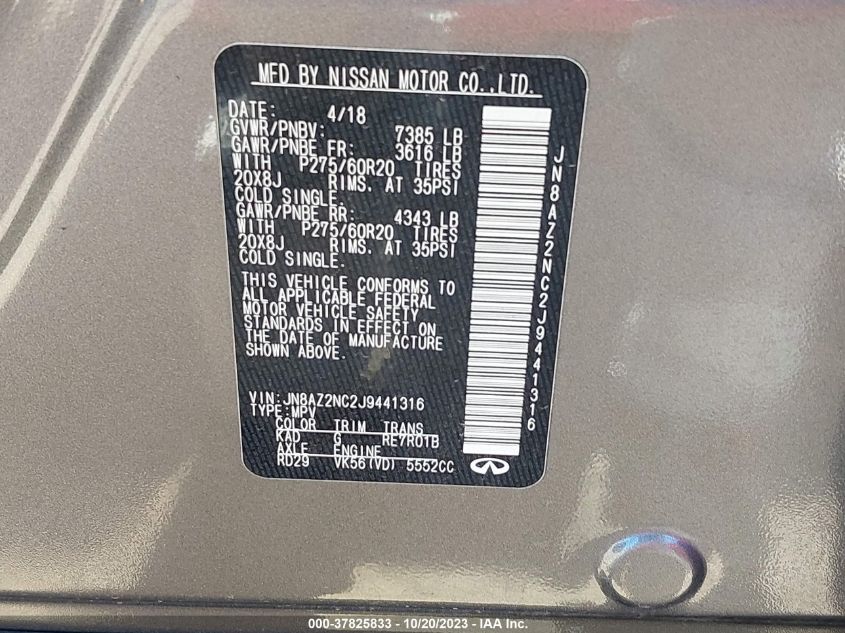 MFD BY NISSAN MOTOR CO.,LTD.
DATE: 4/18
GVWR/PNBV: 7385 LB
GAWR/PNBE FR: 3616 LB
WITH P275/60R20 TIRES
20X8J RIMS. AT 35PSI
COLD SINGLE.
GAWR/PNBE RR: 4343 LB
WITH P275/60R20 TIRES
20X8J RIMS. AT 35PSI
COLD SINGLE.
THIS VEHICLE CONFORMS TO
ALL APPLICABLE FEDERAL
MOTOR VEHICLE SAFETY
STANDARDS IN EFFECT ON
THE DATE OF MANUFACTURE
SHOWN ABOVE.
VIN:JN8AZ2NC2J9441316
TYPE:MPV
COLOR TRIM TRANS
KAD G RE7R01B
AXLE ENGINE
RD29 VK56(VD) 5552CC
JN8AZ2NC2J9441316
000-37825833 - 10/20/2023 - IAA Inc.